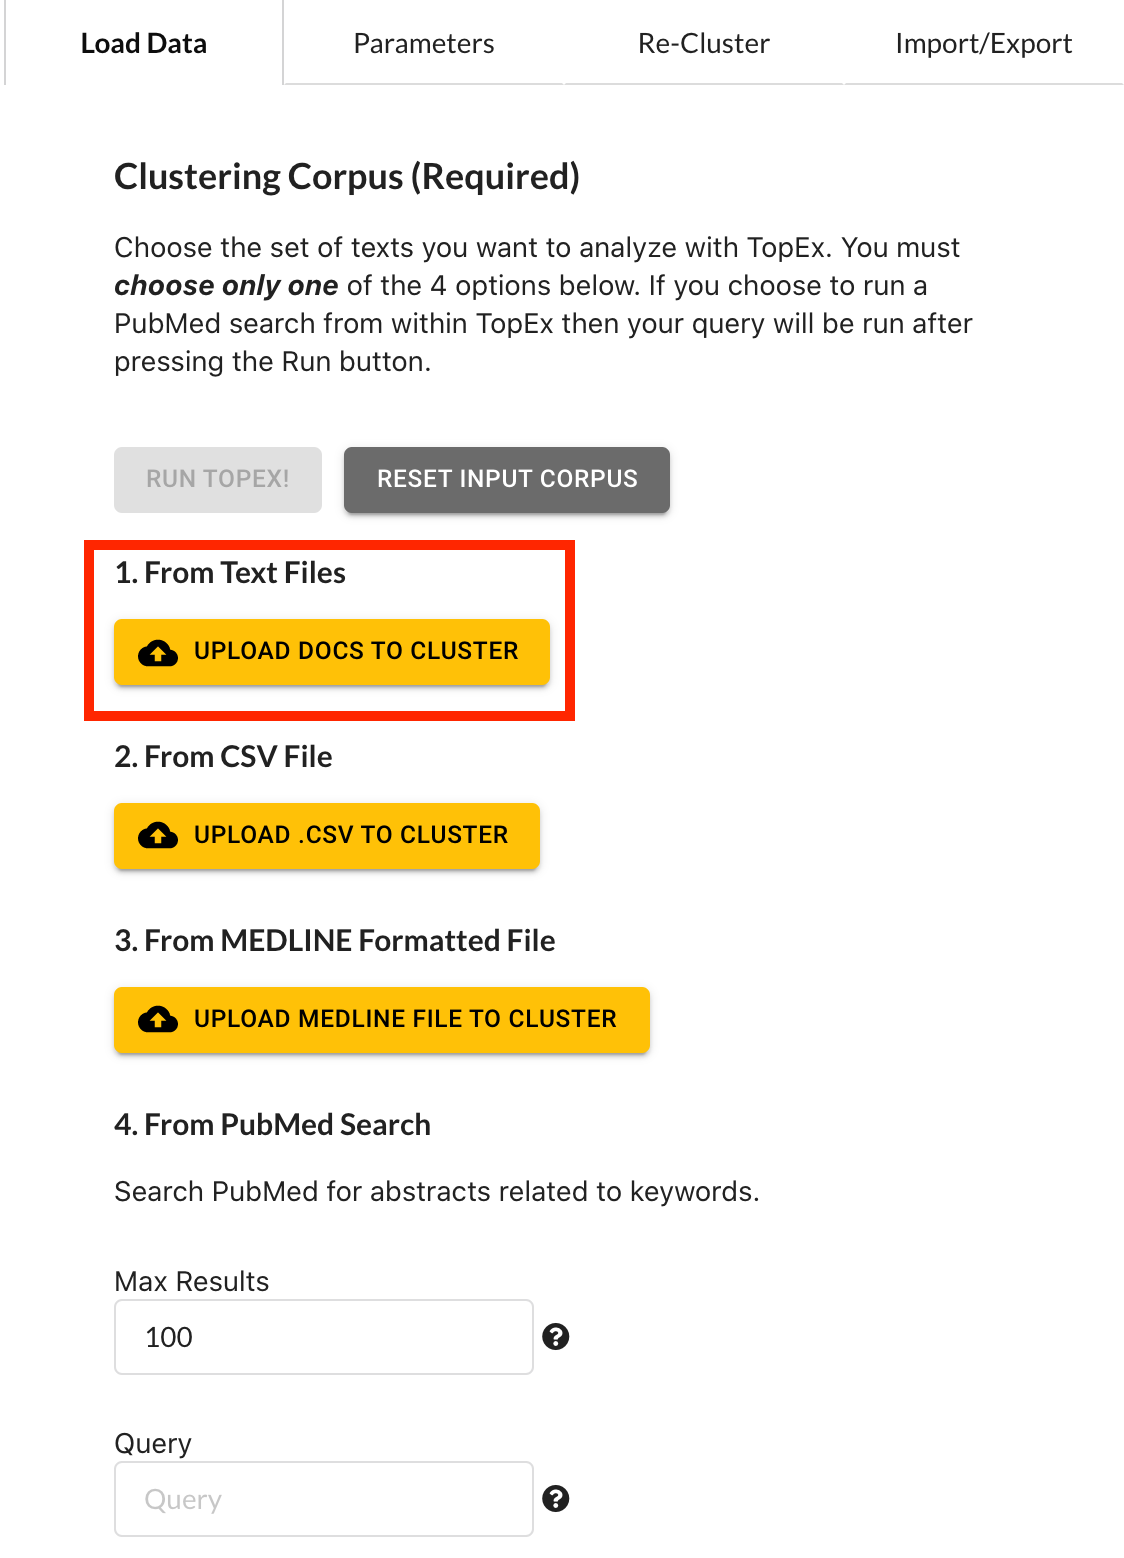 Load Data
Parameters
Re-Cluster
Import/Export
Clustering Corpus (Required)
Choose the set of texts you want to analyze with TopEx. You must
choose only one of the 4 options below. If you choose to run a
PubMed search from within TopEx then your query will be run after
pressing the Run button.
RUN TOPEX!
RESET INPUT CORPUS
1. From Text Files
UPLOAD DOCS TO CLUSTER
2. From CSV File
UPLOAD .CSV TO CLUSTER
3. From MEDLINE Formatted File
UPLOAD MEDLINE FILE TO CLUSTER
4. From PubMed Search
Search PubMed for abstracts related to keywords.
Max Results
100
?
Query
Query
?